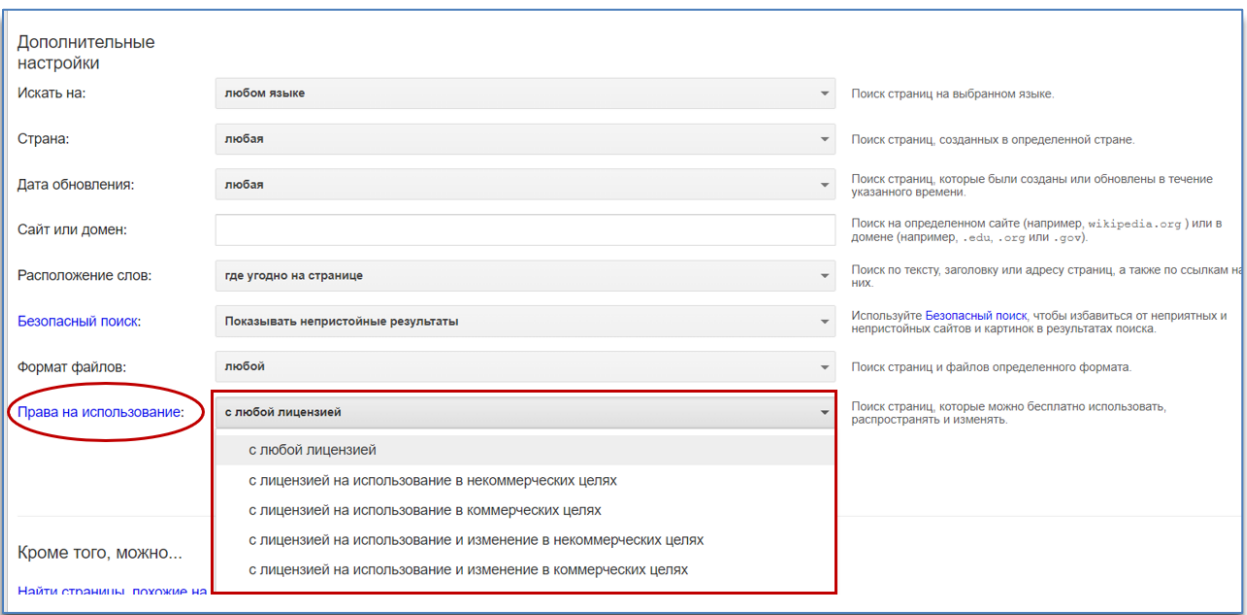 Дополнительные
настройки
Искать на:
любом языке
Поиск страниц на выбранном языке.
Страна:
любая
Поиск страниц, созданных в определенной стране.
Дата обновления:
любая
Поиск страниц, которые были созданы или обновлены в течение
указанного времени.
Сайт или домен:
Поиск на определенном сайте (например, wikipedia.org ) или в
домене (например, .edu, .org или .gov).
Расположение слов:
где угодно на странице
Поиск по тексту, заголовку или адресу страниц, а также по ссылкам на
них.
Безопасный поиск:
Показывать непристойные результаты
Используйте Безопасный поиск, чтобы избавиться от неприятных и
непристойных сайтов и картинок в результатах поиска.
Формат файлов:
любой
Поиск страниц и файлов определенного формата.
Права на использование:
с любой лицензией
Поиск страниц, которые можно бесплатно использовать,
распространять и изменять.
с любой лицензией
с лицензией на использование в некоммерческих целях
с лицензией на использование в коммерческих целях
с лицензией на использование и изменение в некоммерческих целях
с лицензией на использование и изменение в коммерческих целях
Кроме того, можно...
Найти страницы, похожие на